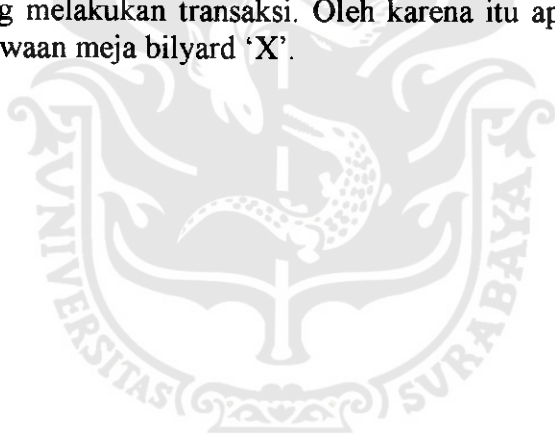 g melakukan transaksi. Oleh karena itu ap
waan meja bilyard ‘X’.
UNIVERSITAS SURABAYA